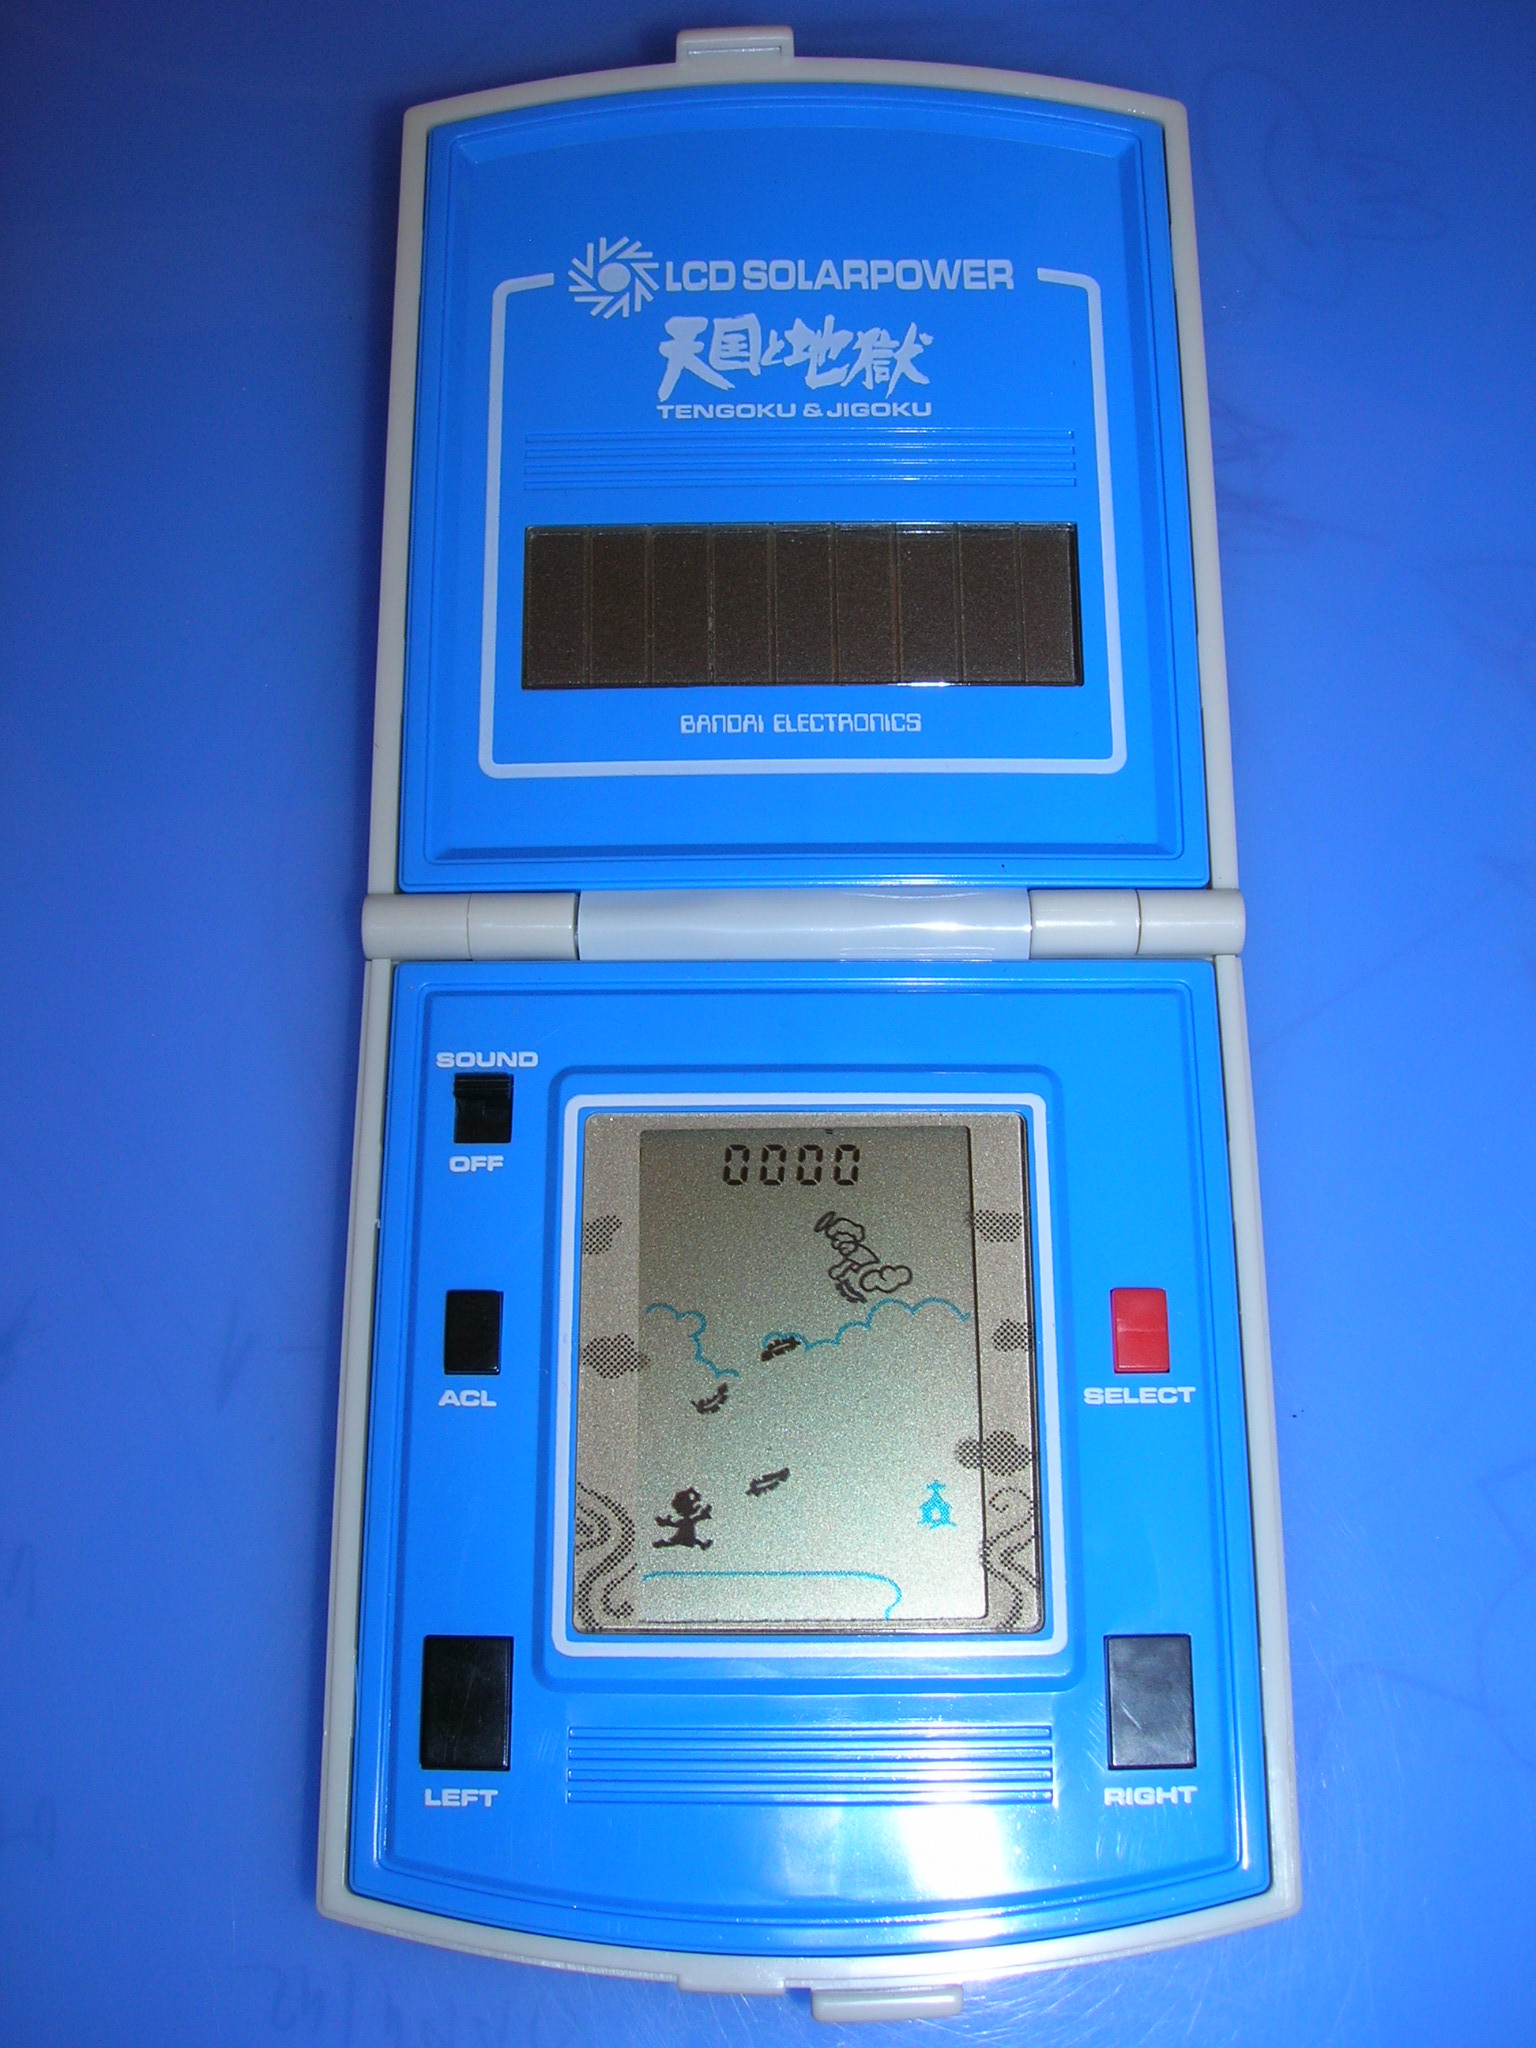 LCD SOLARPOWER
天国と地獄
TENGOKU & JIGOKU
BANDAI ELECTRONICS
SOUND
OFF
0000
ACL
SELECT
LEFT
RIGHT